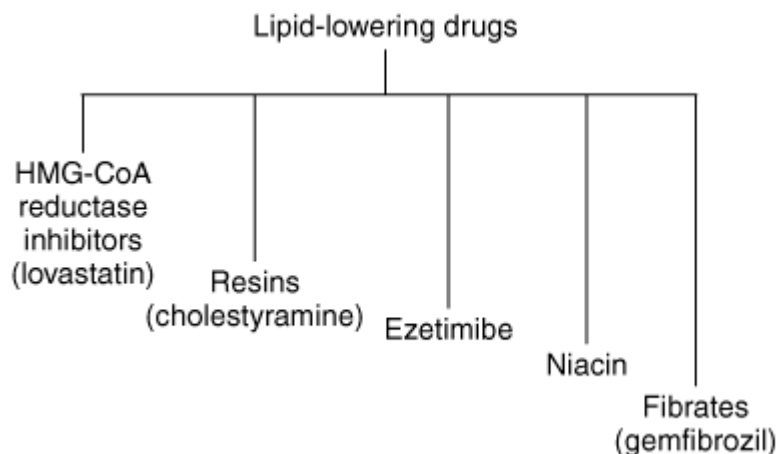 Lipid-lowering drugs
HMG-CoA
reductase
inhibitors
(lovastatin)
Resins
(cholestyramine)
Ezetimibe
Niacin
Fibrates
(gemfibrozil)